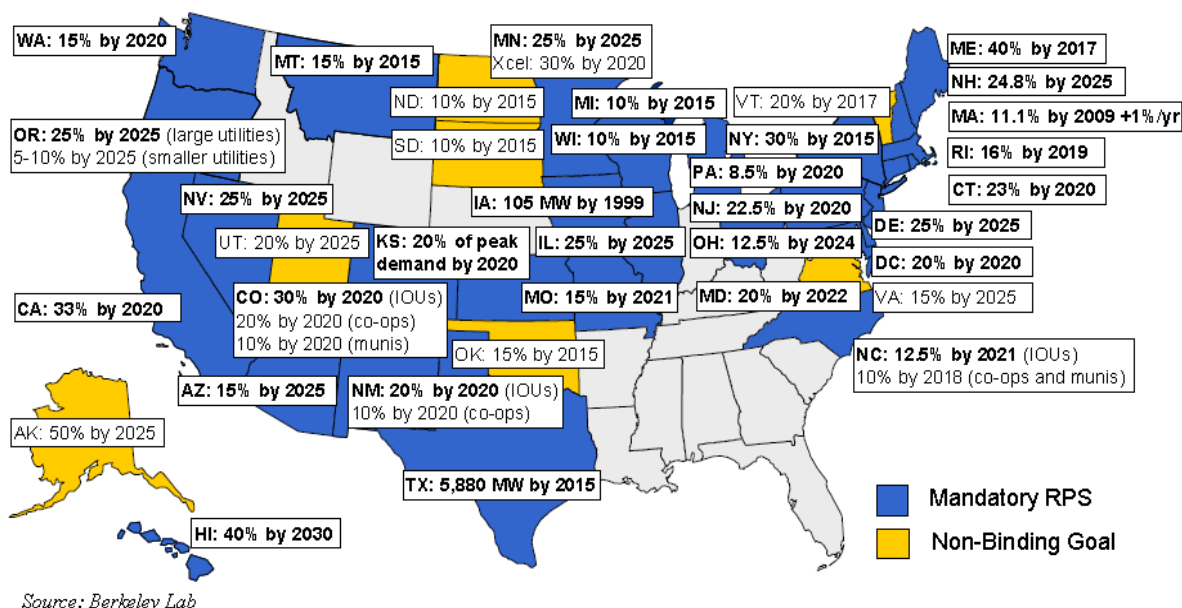 WA: 15% by 2020
MT: 15% by 2015
MN: 25% by 2025
Xcel: 30% by 2020
ME: 40% by 2017
NH: 24.8% by 2025
ND: 10% by 2015
MI: 10% by 2015
VT: 20% by 2017
MA: 11.1% by 2009 +1%/yr
OR: 25% by 2025 (large utilities)
5-10% by 2025 (smaller utilities)
SD: 10% by 2015
WI: 10% by 2015
NY: 30% by 2015
RI: 16% by 2019
PA: 8.5% by 2020
CT: 23% by 2020
NV: 25% by 2025
IA: 105 MW by 1999
NJ: 22.5% by 2020
DE: 25% by 2025
UT: 20% by 2025
KS: 20% of peak
demand by 2020
IL: 25% by 2025
OH: 12.5% by 2024
DC: 20% by 2020
CA: 33% by 2020
CO: 30% by 2020 (IOUs)
20% by 2020 (co-ops)
10% by 2020 (munis)
MO: 15% by 2021
MD: 20% by 2022
VA: 15% by 2025
OK: 15% by 2015
NC: 12.5% by 2021 (IOUs)
10% by 2018 (co-ops and munis)
AZ: 15% by 2025
NM: 20% by 2020 (IOUs)
10% by 2020 (co-ops)
AK: 50% by 2025
TX: 5,880 MW by 2015
HI: 40% by 2030
Mandatory RPS
Non-Binding Goal
Source: Berkeley Lab